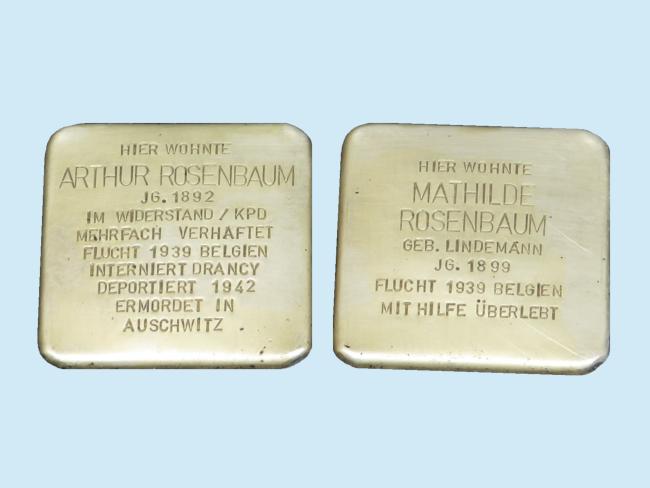 HIER WOHNTE
ARTHUR ROSENBAUM
JG. 1892
IM WIDERSTAND / KPD
MEHRFACH VERHAFTET
FLUCHT 1939 BELGIEN
INTERNIERT DRANCY
DEPORTIERT 1942
ERMORDET IN
AUSCHWITZ
HIER WOHNTE
MATHILDE
ROSENBAUM
GEB. LINDEMANN
JG. 1899
FLUCHT 1939 BELGIEN
MIT HILFE ÜBERLEBT